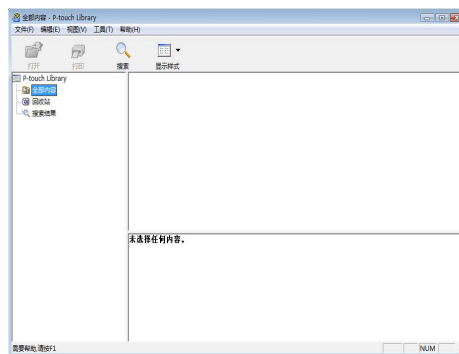 全部内容 - P-touch Library
文件(F) 编辑(E) 视图(V) 工具(T) 帮助(H)
打开 打印 搜索 显示样式
P-touch Library
全部内容
回收站
搜索结果
未选择任何内容。
需要帮助,请按F1
NUM